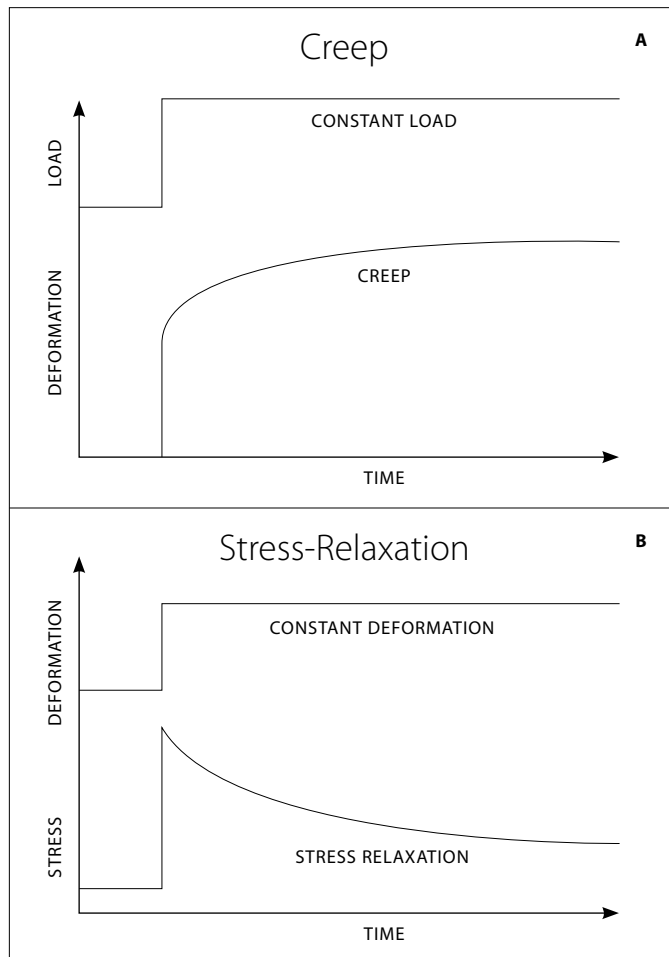 Creep
A
CONSTANT LOAD
LOAD
CREEP
DEFORMATION
TIME
Stress-Relaxation
B
CONSTANT DEFORMATION
DEFORMATION
STRESS RELAXATION
STRESS
TIME